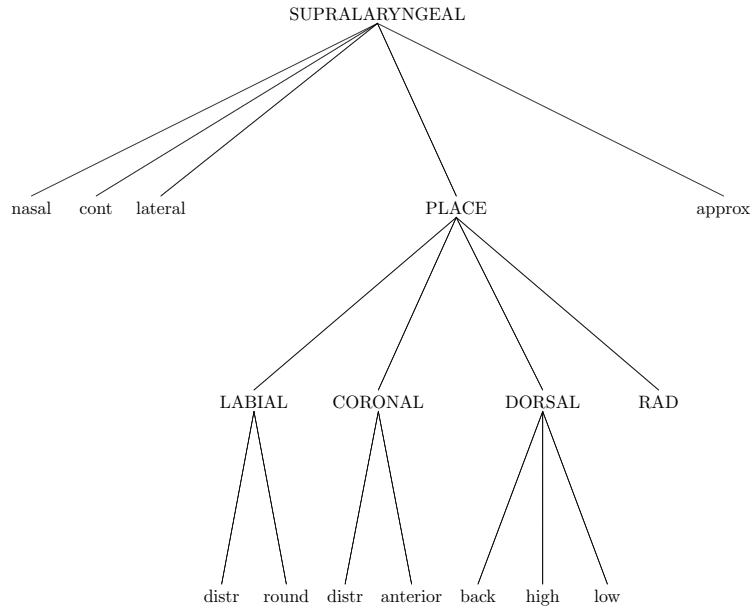 SUPRALARYNGEAL
nasal cont lateral PLACE approx
LABIAL CORONAL DORSAL RAD
distr round distr anterior back high low